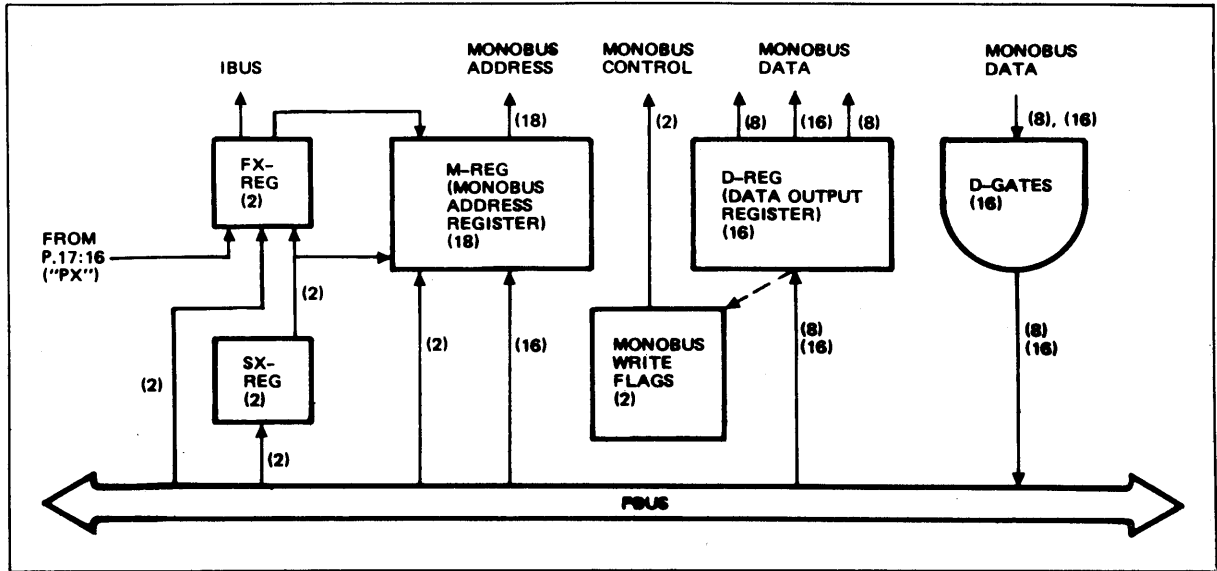 IBUS
MONOBUS
ADDRESS
MONOBUS
CONTROL
MONOBUS
DATA
MONOBUS
DATA
(18)
(2)
(8)
(16)
(8)
(8), (16)
FX-
REG
(2)
M-REG
(MONOBUS
ADDRESS
REGISTER)
(18)
D-REG
(DATA OUTPUT
REGISTER)
(16)
D-GATES
(16)
FROM
P.17:16
("PX")
(2)
SX-
REG
(2)
(2)
(2)
(2)
(16)
MONOBUS
WRITE
FLAGS
(2)
(8)
(16)
(8)
(16)
FBUS